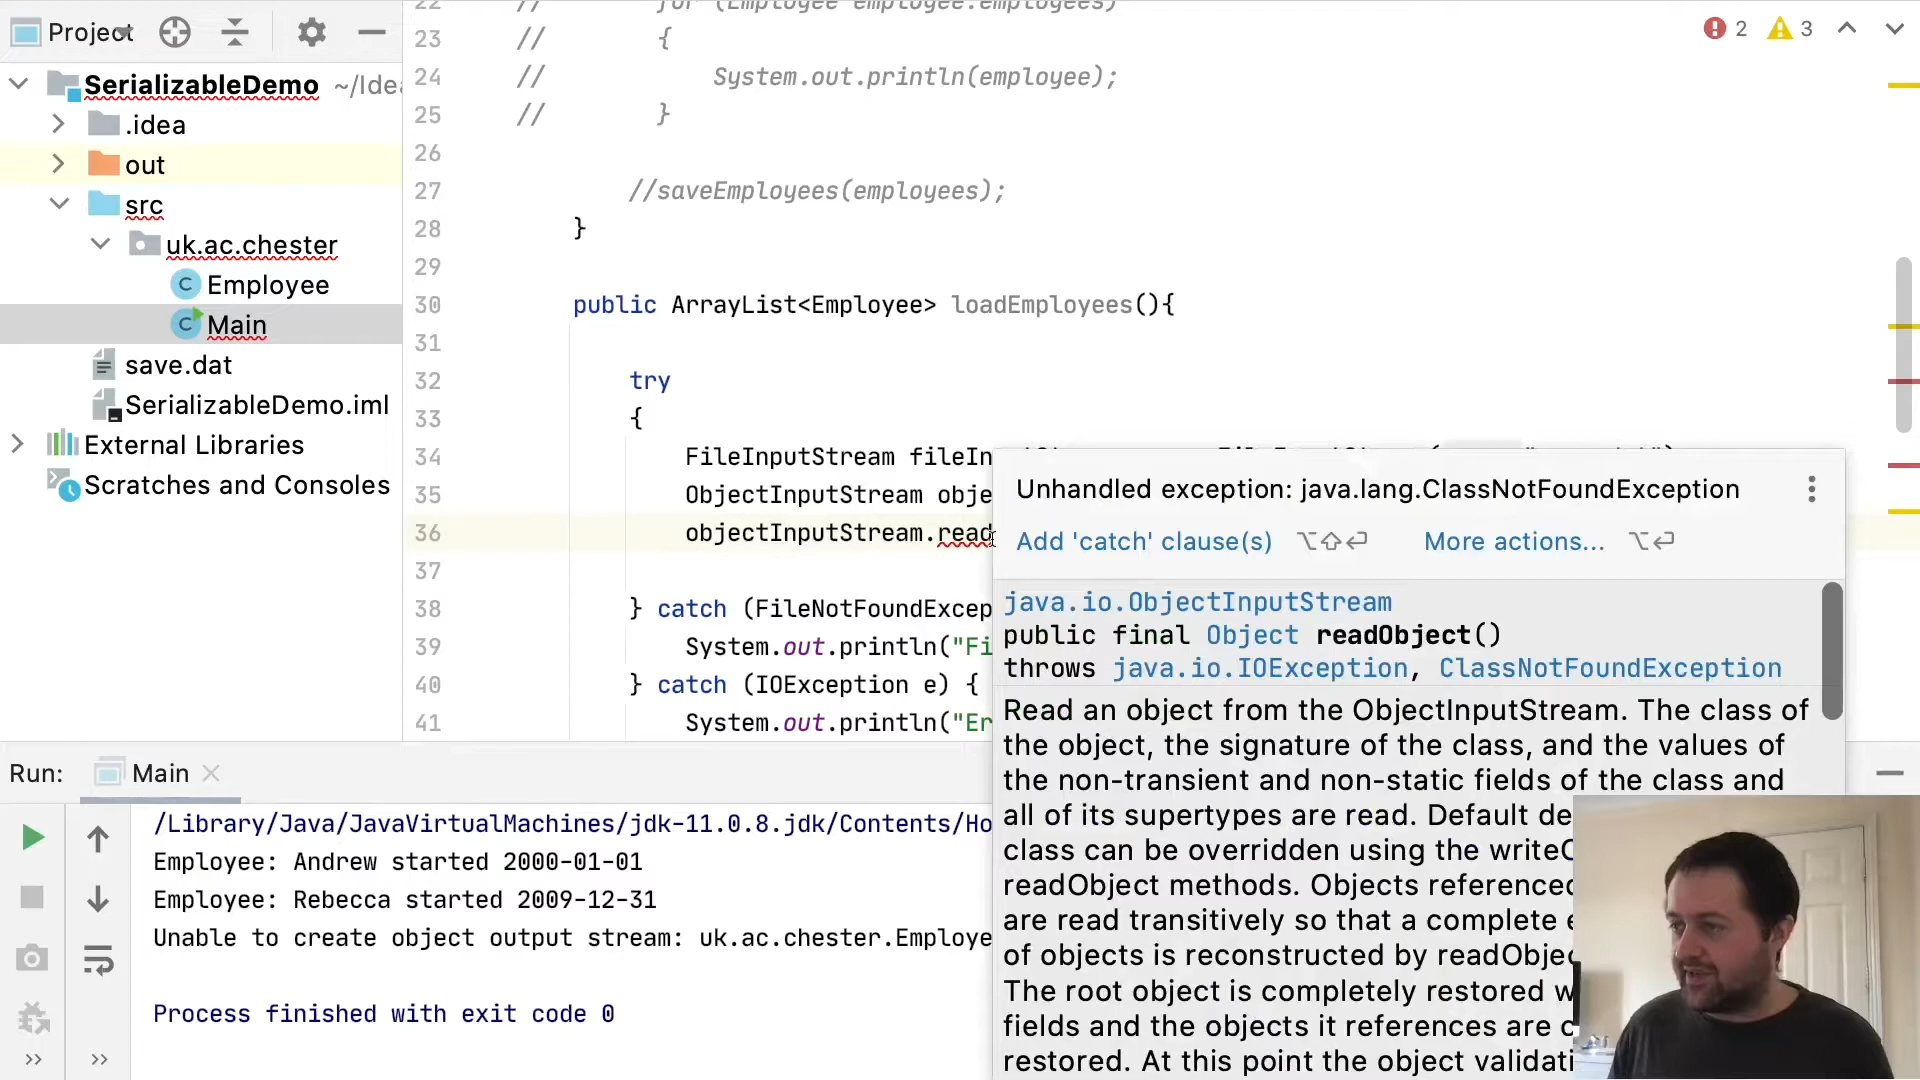 Project
SerializableDemo ~/Idea
.idea
out
src
uk.ac.chester
Employee
Main
save.dat
SerializableDemo.iml
External Libraries
Scratches and Consoles
2 3
22 // for (Employee employee:employees)
23 // {
24 // System.out.println(employee);
25 // }
26
27 //saveEmployees(employees);
28 }
29
30 public ArrayList<Employee> loadEmployees(){
31
32 try
33 {
34 FileInputStream fileIn
35 ObjectInputStream obje
36 objectInputStream.read
37
38 } catch (FileNotFoundExcep
39 System.out.println("Fi
40 } catch (IOException e) {
41 System.out.println("Er
Unhandled exception: java.lang.ClassNotFoundException
Add 'catch' clause(s) ⌥⇧⏎ More actions... ⌥⏎
java.io.ObjectInputStream
public final Object readObject()
throws java.io.IOException, ClassNotFoundException
Read an object from the ObjectInputStream. The class of
the object, the signature of the class, and the values of
the non-transient and non-static fields of the class and
all of its supertypes are read. Default de
class can be overridden using the writeO
readObject methods. Objects referenced
are read transitively so that a complete e
of objects is reconstructed by readObjec
The root object is completely restored w
fields and the objects it references are c
restored. At this point the object validati
Run: Main
/Library/Java/JavaVirtualMachines/jdk-11.0.8.jdk/Contents/Ho
Employee: Andrew started 2000-01-01
Employee: Rebecca started 2009-12-31
Unable to create object output stream: uk.ac.chester.Employe
Process finished with exit code 0